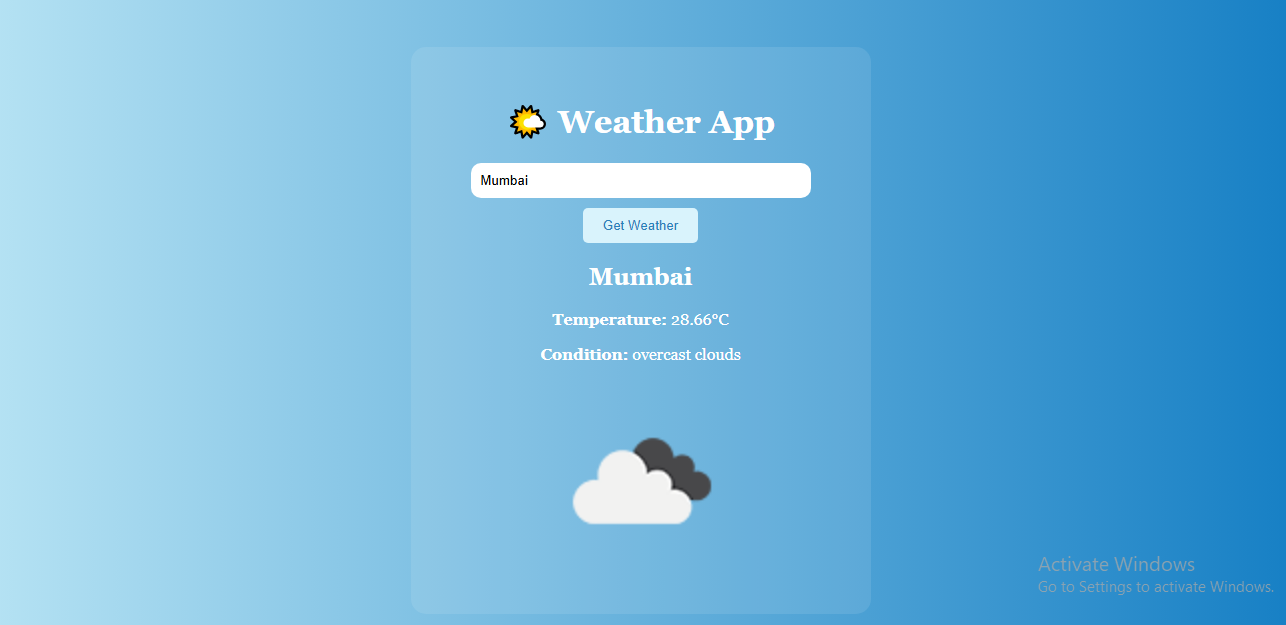 Weather App
Mumbai
Get Weather
Mumbai
Temperature: 28.66°C
Condition: overcast clouds
Activate Windows
Go to Settings to activate Windows.